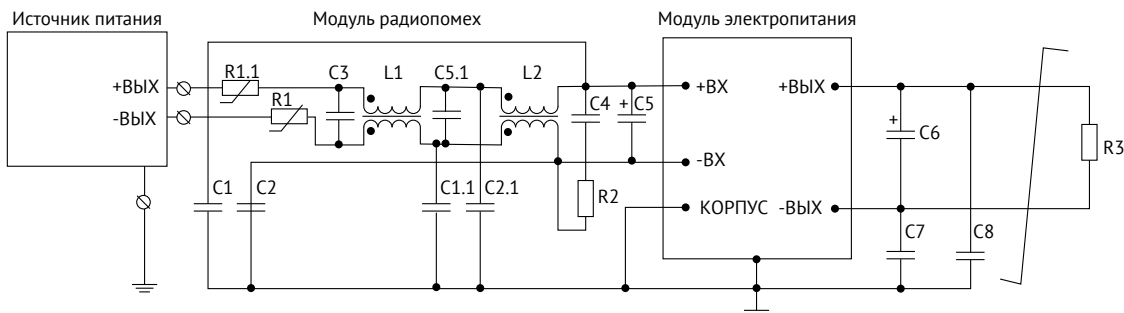 Источник питания
Модуль радиопомех
Модуль электропитания
+ВЫХ
-ВЫХ
R1.1
R1
C3
L1
C5.1
L2
C4
+ C5
+ВХ
-ВХ
КОРПУС
+ВЫХ
-ВЫХ
+
C6
R3
C1
C2
C1.1
C2.1
R2
C7
C8